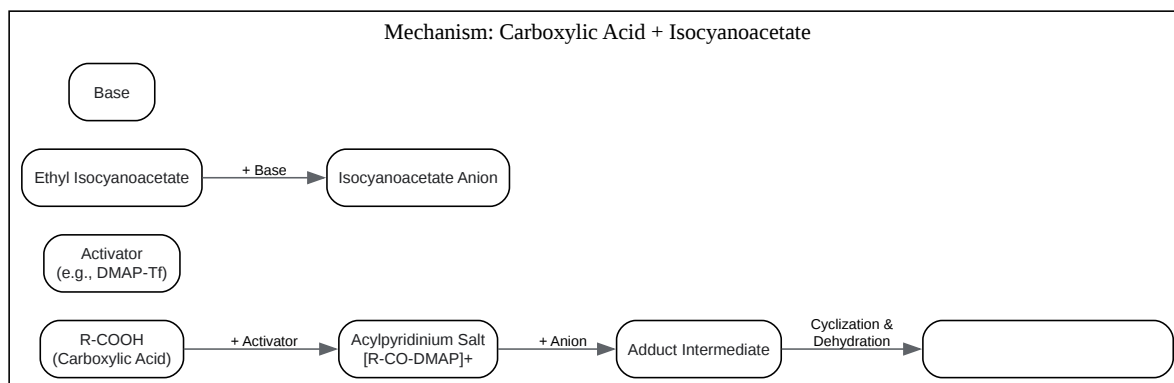 Mechanism: Carboxylic Acid + Isocyanoacetate
Base
Ethyl Isocyanoacetate
+ Base
Isocyanoacetate Anion
Activator
(e.g., DMAP-Tf)
R-COOH
(Carboxylic Acid)
+ Activator
Acylpyridinium Salt
[R-CO-DMAP]+
+ Anion
Adduct Intermediate
Cyclization &
Dehydration